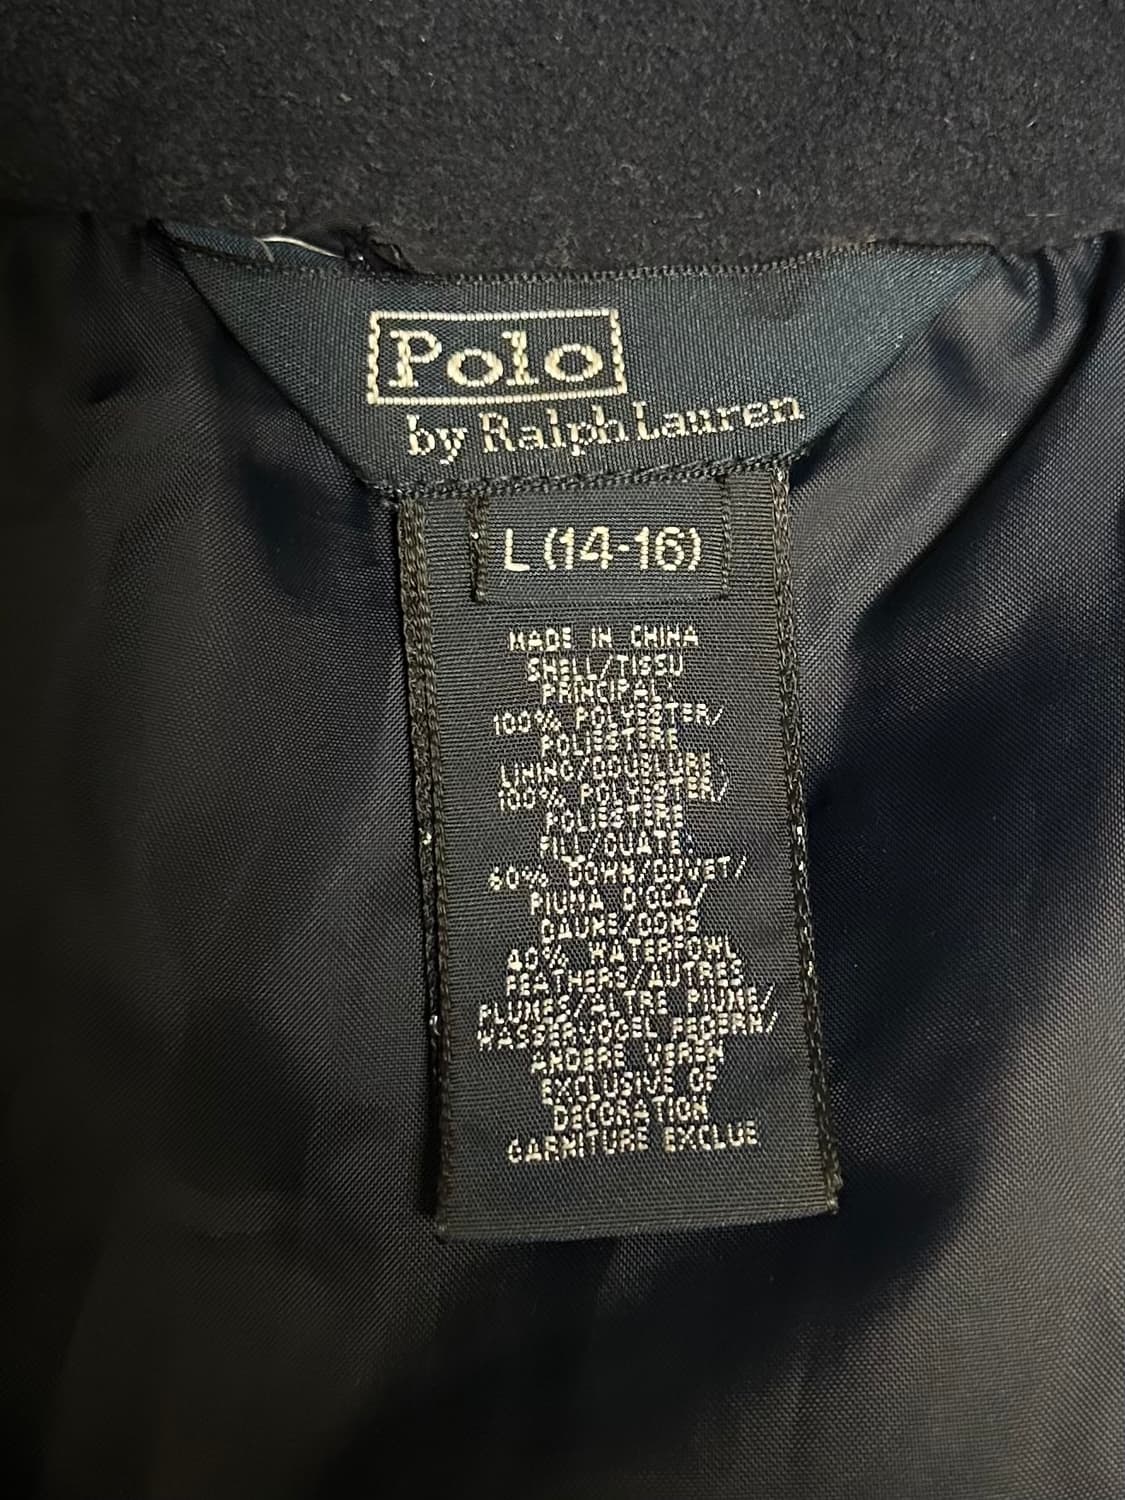 Polo
by Ralph Lauren
L (14-16)
MADE IN CHINA
SHELL/TISSU
PRINCIPAL:
100% POLYESTER/
POLIESTERE
LINING/DOUBLURE:
100% POLYESTER/
POLIESTERE
FILL/OUATE:
60% DOWN/DUVET/
PIUMA D'OCA/
DAUNE/DONS
40% WATERFOWL
FEATHERS/AUTRES
PLUMES/ALTRE PIUME/
WASSERVOGEL FEDERN/
ANDERE VEREN
EXCLUSIVE OF
DECORATION
GARNITURE EXCLUE